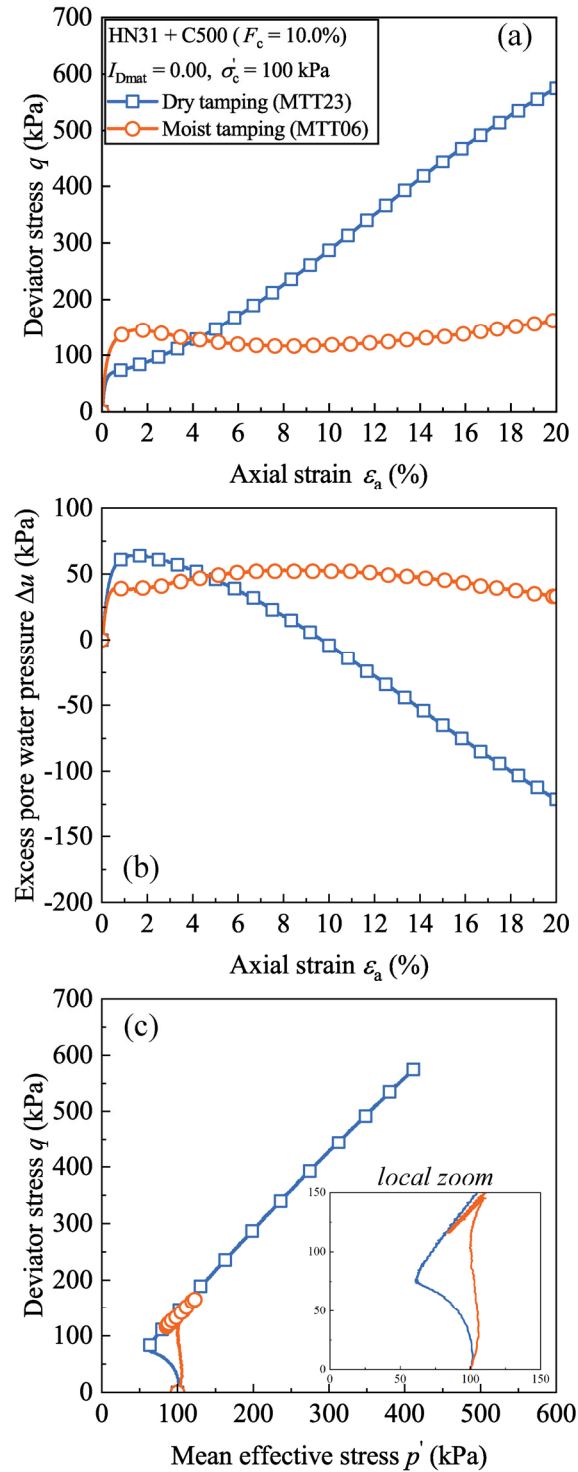 HN31 + C500 (F_c = 10.0%)
I_Dmat = 0.00, σ'_c = 100 kPa
Dry tamping (MTT23)
Moist tamping (MTT06)
(a)
700
600
500
400
300
200
100
0
Deviator stress q (kPa)
0 2 4 6 8 10 12 14 16 18 20
Axial strain ε_a (%)
100
50
0
-50
-100
-150
-200
Excess pore water pressure Δu (kPa)
(b)
0 2 4 6 8 10 12 14 16 18 20
Axial strain ε_a (%)
(c)
700
600
500
400
300
200
100
0
Deviator stress q (kPa)
local zoom
150
100
50
0
0 50 100 150
0 100 200 300 400 500 600
Mean effective stress p' (kPa)